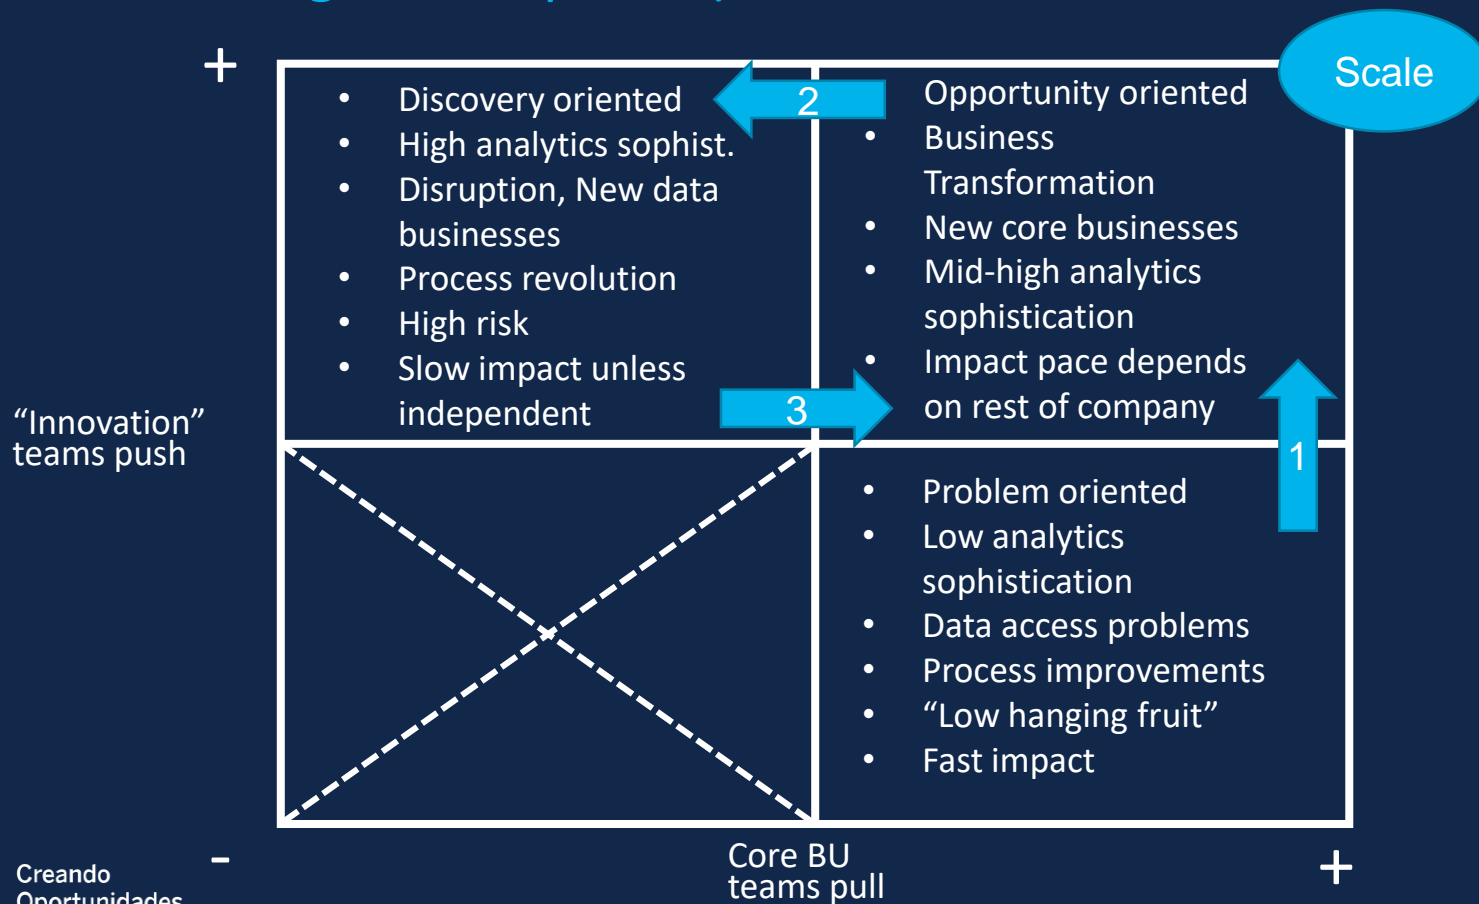 +
Scale
• Discovery oriented
• High analytics sophist.
• Disruption, New data
businesses
• Process revolution
• High risk
• Slow impact unless
independent
2
Opportunity oriented
• Business
Transformation
• New core businesses
• Mid-high analytics
sophistication
• Impact pace depends
on rest of company
3
1
“Innovation”
teams push
• Problem oriented
• Low analytics
sophistication
• Data access problems
• Process improvements
• “Low hanging fruit”
• Fast impact
-
Core BU
teams pull
+
Creando
Oportunidades